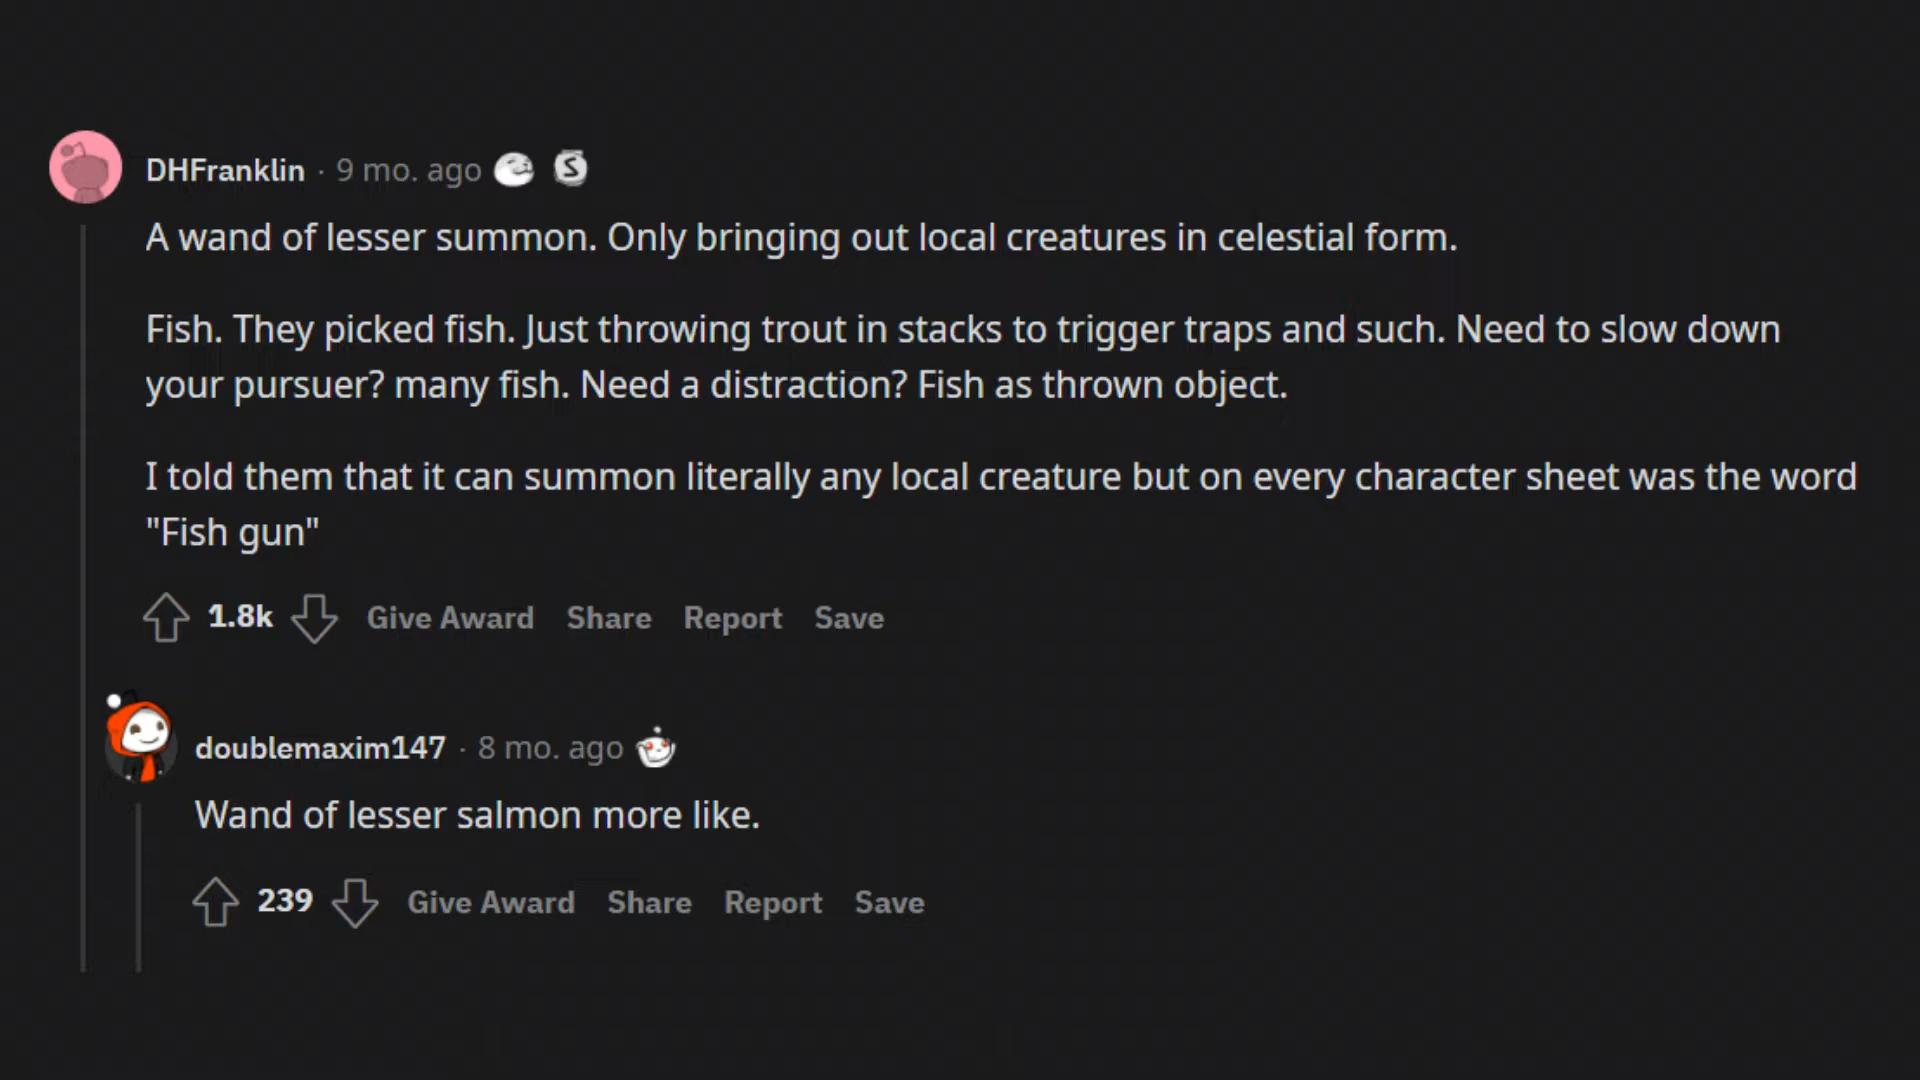 DHFranklin · 9 mo. ago
A wand of lesser summon. Only bringing out local creatures in celestial form.
Fish. They picked fish. Just throwing trout in stacks to trigger traps and such. Need to slow down
your pursuer? many fish. Need a distraction? Fish as thrown object.
I told them that it can summon literally any local creature but on every character sheet was the word
"Fish gun"
1.8k Give Award Share Report Save
doublemaxim147 · 8 mo. ago
Wand of lesser salmon more like.
239 Give Award Share Report Save